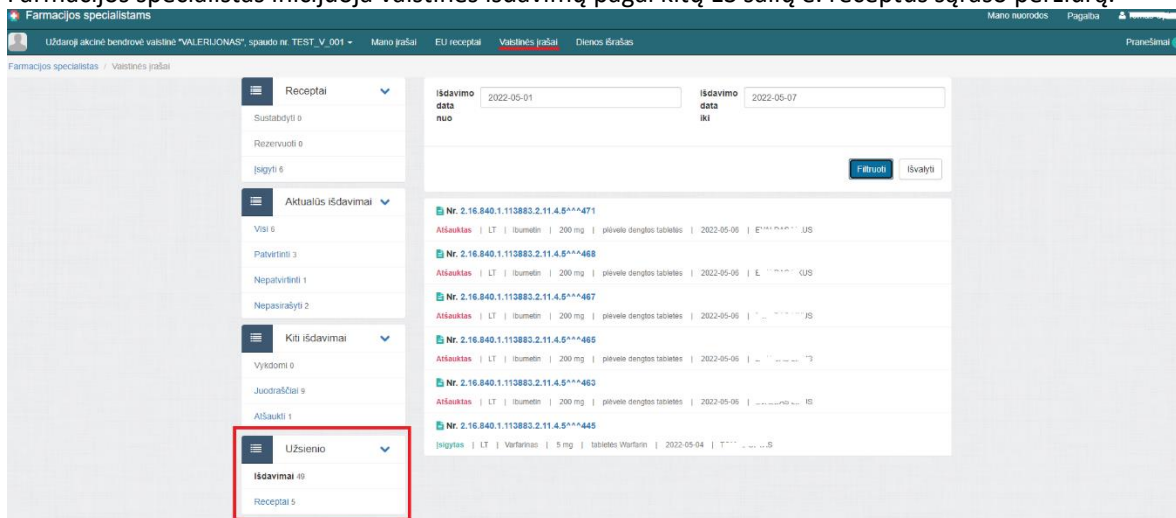 Farmacijos specialistas inicijuoja vaistinės išdavimų pagal kitų ES šalių e. receptus sąrašo peržiūrą.
Farmacijos specialistams
Mano nuorodos Pagalba
Uždaroji akcinė bendrovė vaistinė "VALERIJONAS", spaudo nr. TEST_V_001 Mano įrašai EU receptai Vaistinės įrašai Dienos išrašas Pranešimai
Farmacijos specialistas / Vaistinės įrašai
Receptai
Sustabdyti 0
Rezervuoti 0
Įsigyti 6
Aktualūs išdavimai
Visi 6
Patvirtinti 3
Nepatvirtinti 1
Nepasirašyti 2
Kiti išdavimai
Vykdomi 0
Juodraščiai 9
Atšaukti 1
Užsienio
Išdavimai 49
Receptai 5
Išdavimo data nuo 2022-05-01
Išdavimo data iki 2022-05-07
Filtruoti Išvalyti
Nr. 2.16.840.1.113883.2.11.4.5^^^471
Atšauktas | LT | Ibumetin | 200 mg | plėvele dengtos tabletės | 2022-05-06 |
Nr. 2.16.840.1.113883.2.11.4.5^^^468
Atšauktas | LT | Ibumetin | 200 mg | plėvele dengtos tabletės | 2022-05-06 |
Nr. 2.16.840.1.113883.2.11.4.5^^^467
Atšauktas | LT | Ibumetin | 200 mg | plėvele dengtos tabletės | 2022-05-06 |
Nr. 2.16.840.1.113883.2.11.4.5^^^465
Atšauktas | LT | Ibumetin | 200 mg | plėvele dengtos tabletės | 2022-05-06 |
Nr. 2.16.840.1.113883.2.11.4.5^^^463
Atšauktas | LT | Ibumetin | 200 mg | plėvele dengtos tabletės | 2022-05-06 |
Nr. 2.16.840.1.113883.2.11.4.5^^^445
Įsigytas | LT | Varfarinas | 5 mg | tabletės Warfarin | 2022-05-04 |